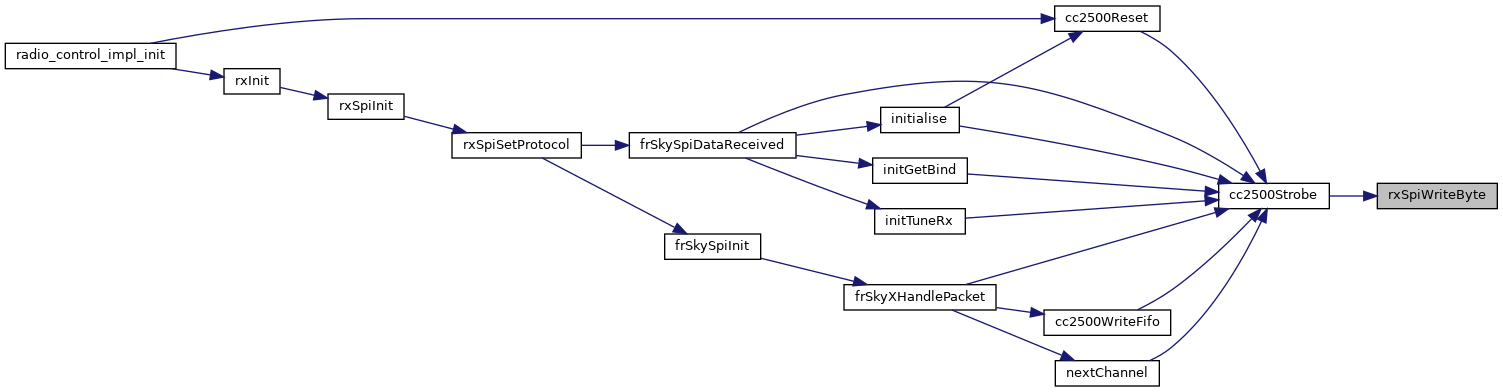 cc2500Reset
radio_control_impl_init
rxInit
rxSpiInit
initialise
rxSpiSetProtocol
frSkySpiDataReceived
initGetBind
cc2500Strobe
rxSpiWriteByte
initTuneRx
frSkySpiInit
frSkyXHandlePacket
cc2500WriteFifo
nextChannel